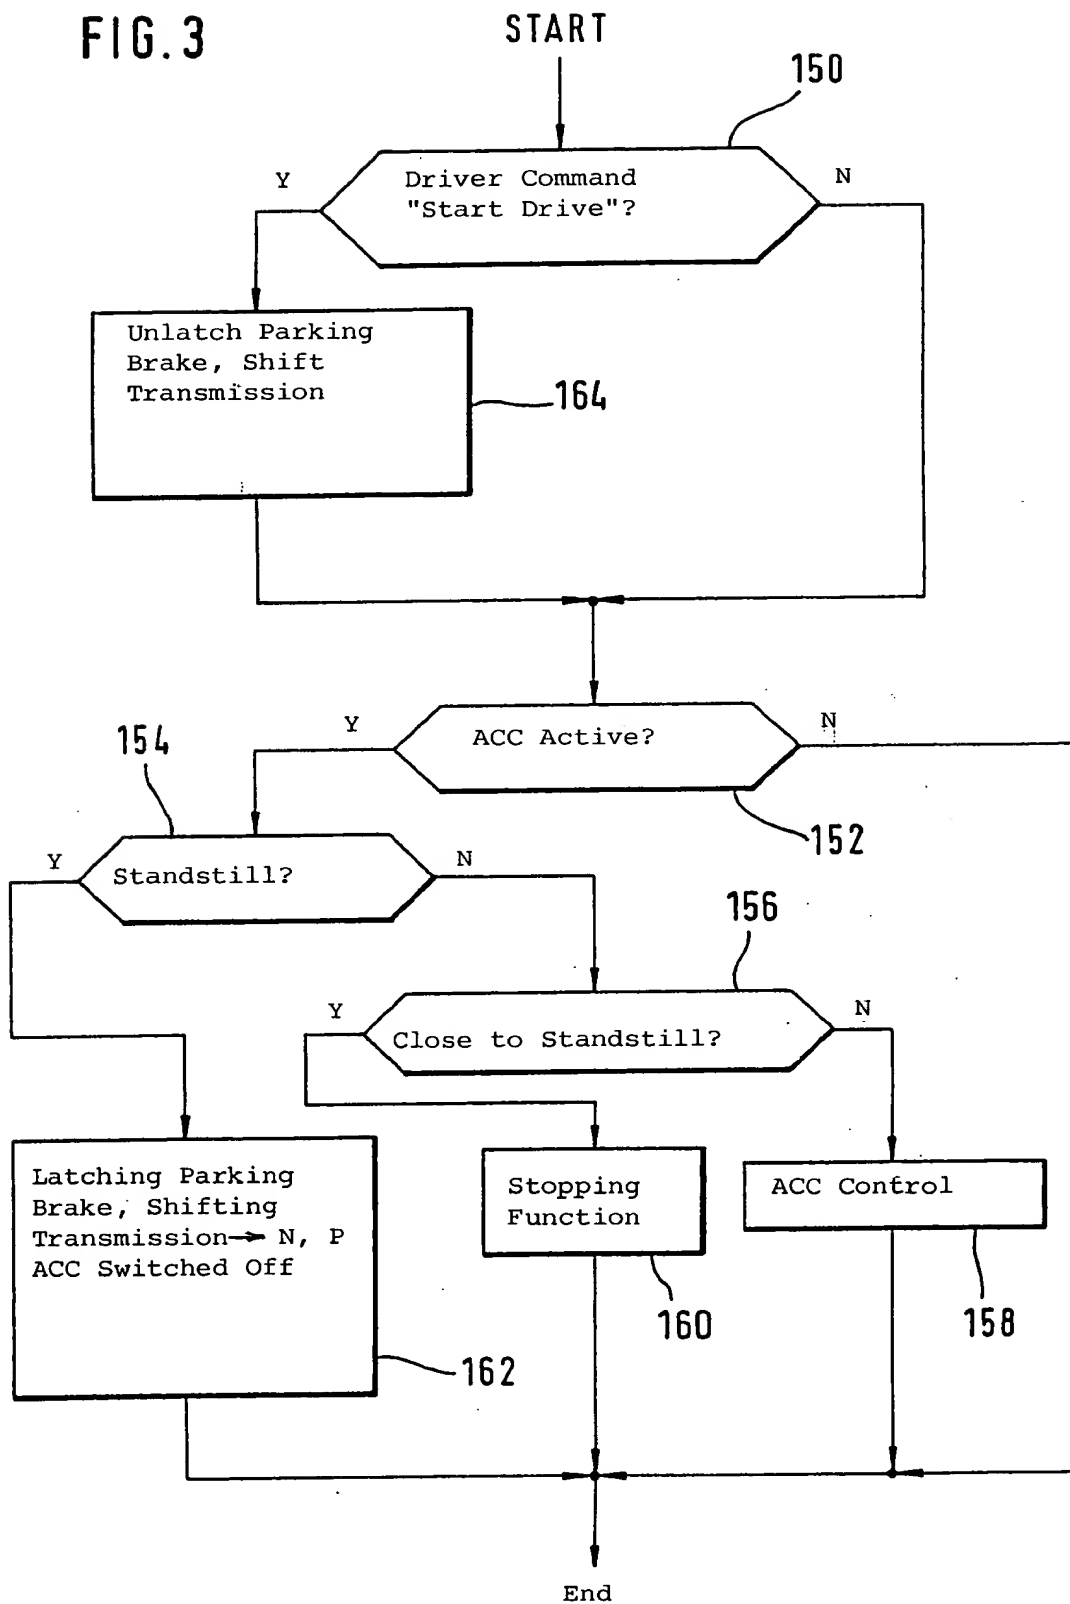 FIG. 3
START
150
Y
N
Driver Command
"Start Drive"?
Unlatch Parking
Brake, Shift
Transmission
164
Y
ACC Active?
N
154
152
Y
Standstill?
N
156
Y
N
Close to Standstill?
Latching Parking
Brake, Shifting
Transmission→ N, P
ACC Switched Off
Stopping
Function
ACC Control
160
158
162
End